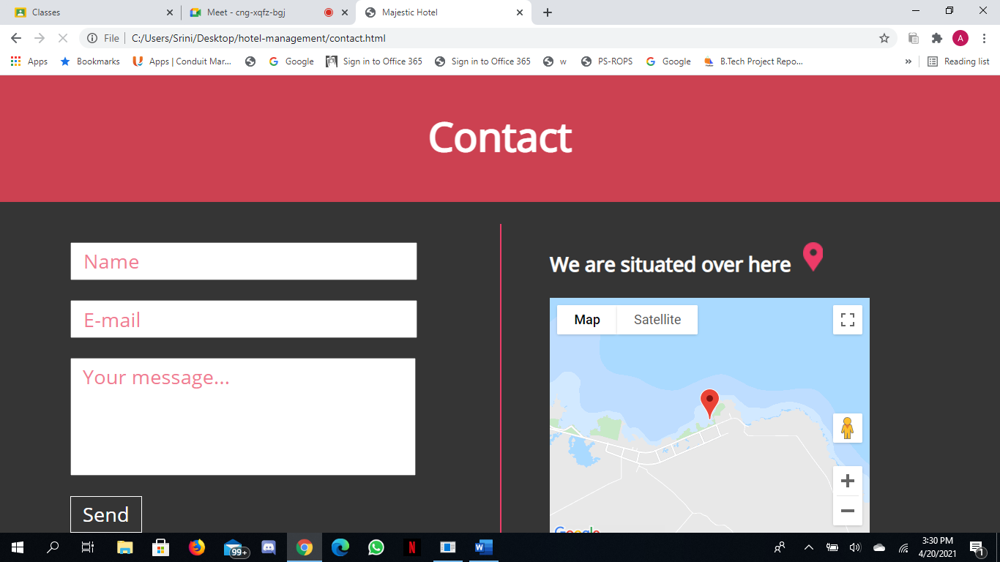 Classes
Meet - cng-xqfz-bgj
Majestic Hotel
File C:/Users/Srini/Desktop/hotel-management/contact.html
A
Apps Bookmarks Apps | Conduit Mar... Google Sign in to Office 365 Sign in to Office 365 w PS-ROPS Google B.Tech Project Repo... » Reading list
Contact
Name
E-mail
Your message...
Send
We are situated over here
Map Satellite
Google
99+
N
W
3:30 PM
4/20/2021
1